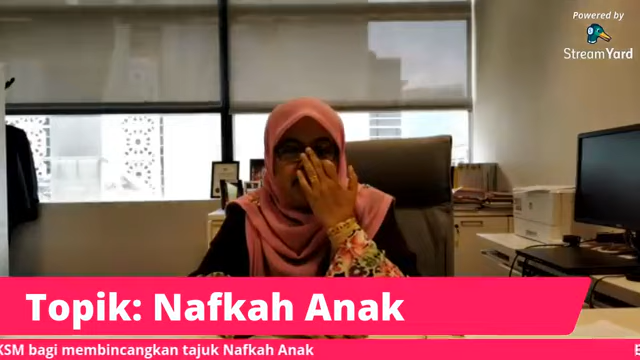 Powered by
StreamYard
Topik: Nafkah Anak
KSM bagi membincangkan tajuk Nafkah Anak